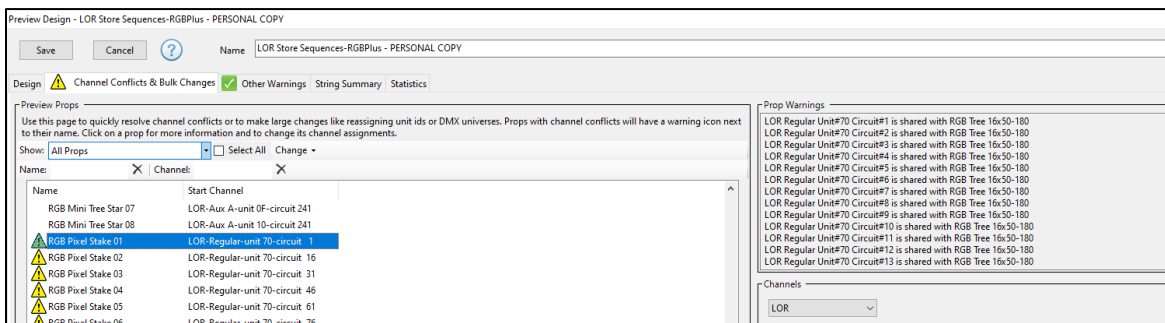 Preview Design - LOR Store Sequences-RGBPlus - PERSONAL COPY
Save Cancel ? Name LOR Store Sequences-RGBPlus - PERSONAL COPY
Design Channel Conflicts & Bulk Changes Other Warnings String Summary Statistics
Preview Props
Use this page to quickly resolve channel conflicts or to make large changes like reassigning unit ids or DMX universes. Props with channel conflicts will have a warning icon next
to their name. Click on a prop for more information and to change its channel assignments.
Show: All Props Select All Change
Name: Channel:
Name Start Channel
RGB Mini Tree Star 07 LOR-Aux A-unit 0F-circuit 241
RGB Mini Tree Star 08 LOR-Aux A-unit 10-circuit 241
RGB Pixel Stake 01 LOR-Regular-unit 70-circuit 1
RGB Pixel Stake 02 LOR-Regular-unit 70-circuit 16
RGB Pixel Stake 03 LOR-Regular-unit 70-circuit 31
RGB Pixel Stake 04 LOR-Regular-unit 70-circuit 46
RGB Pixel Stake 05 LOR-Regular-unit 70-circuit 61
RGB Pixel Stake 06 LOR-Regular-unit 70-circuit 76
Prop Warnings
LOR Regular Unit#70 Circuit#1 is shared with RGB Tree 16x50-180
LOR Regular Unit#70 Circuit#2 is shared with RGB Tree 16x50-180
LOR Regular Unit#70 Circuit#3 is shared with RGB Tree 16x50-180
LOR Regular Unit#70 Circuit#4 is shared with RGB Tree 16x50-180
LOR Regular Unit#70 Circuit#5 is shared with RGB Tree 16x50-180
LOR Regular Unit#70 Circuit#6 is shared with RGB Tree 16x50-180
LOR Regular Unit#70 Circuit#7 is shared with RGB Tree 16x50-180
LOR Regular Unit#70 Circuit#8 is shared with RGB Tree 16x50-180
LOR Regular Unit#70 Circuit#9 is shared with RGB Tree 16x50-180
LOR Regular Unit#70 Circuit#10 is shared with RGB Tree 16x50-180
LOR Regular Unit#70 Circuit#11 is shared with RGB Tree 16x50-180
LOR Regular Unit#70 Circuit#12 is shared with RGB Tree 16x50-180
LOR Regular Unit#70 Circuit#13 is shared with RGB Tree 16x50-180
Channels
LOR